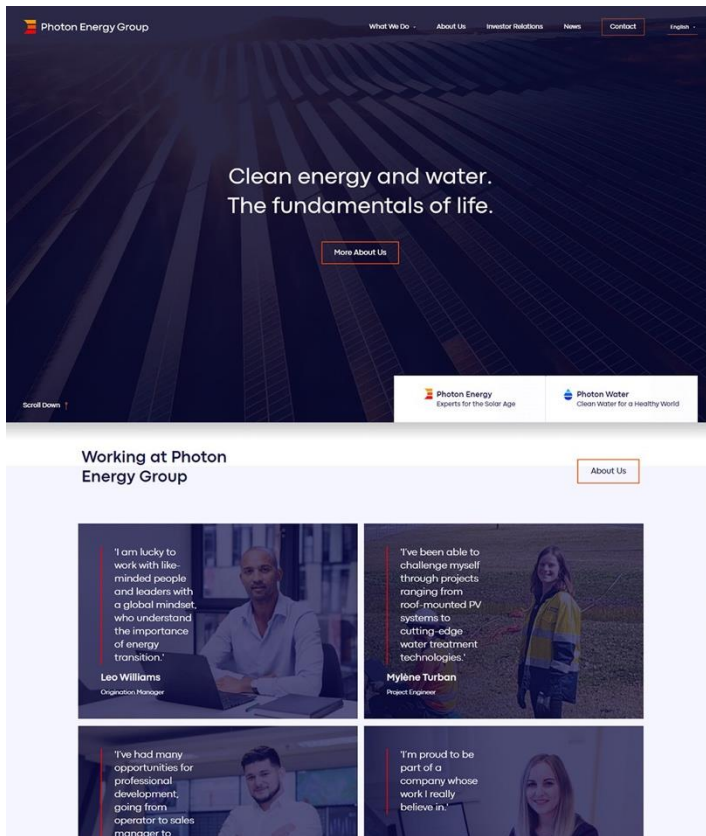 Photon Energy Group
What We Do
About Us
Investor Relations
News
Contact
English
Clean energy and water.
The fundamentals of life.
More About Us
Scroll Down
Photon Energy
Experts for the Solar Age
Photon Water
Clean Water for a Healthy World
Working at Photon
Energy Group
About Us
'I am lucky to
work with like-
minded people
and leaders with
a global mindset,
who understand
the importance
of energy
transition.'
Leo Williams
Origination Manager
'I've been able to
challenge myself
through projects
ranging from
roof-mounted PV
systems to
cutting-edge
water treatment
technologies.'
Mylène Turban
Project Engineer
'I've had many
opportunities for
professional
development,
going from
operator to sales
manager to
'I'm proud to be
part of a
company whose
work I really
believe in.'